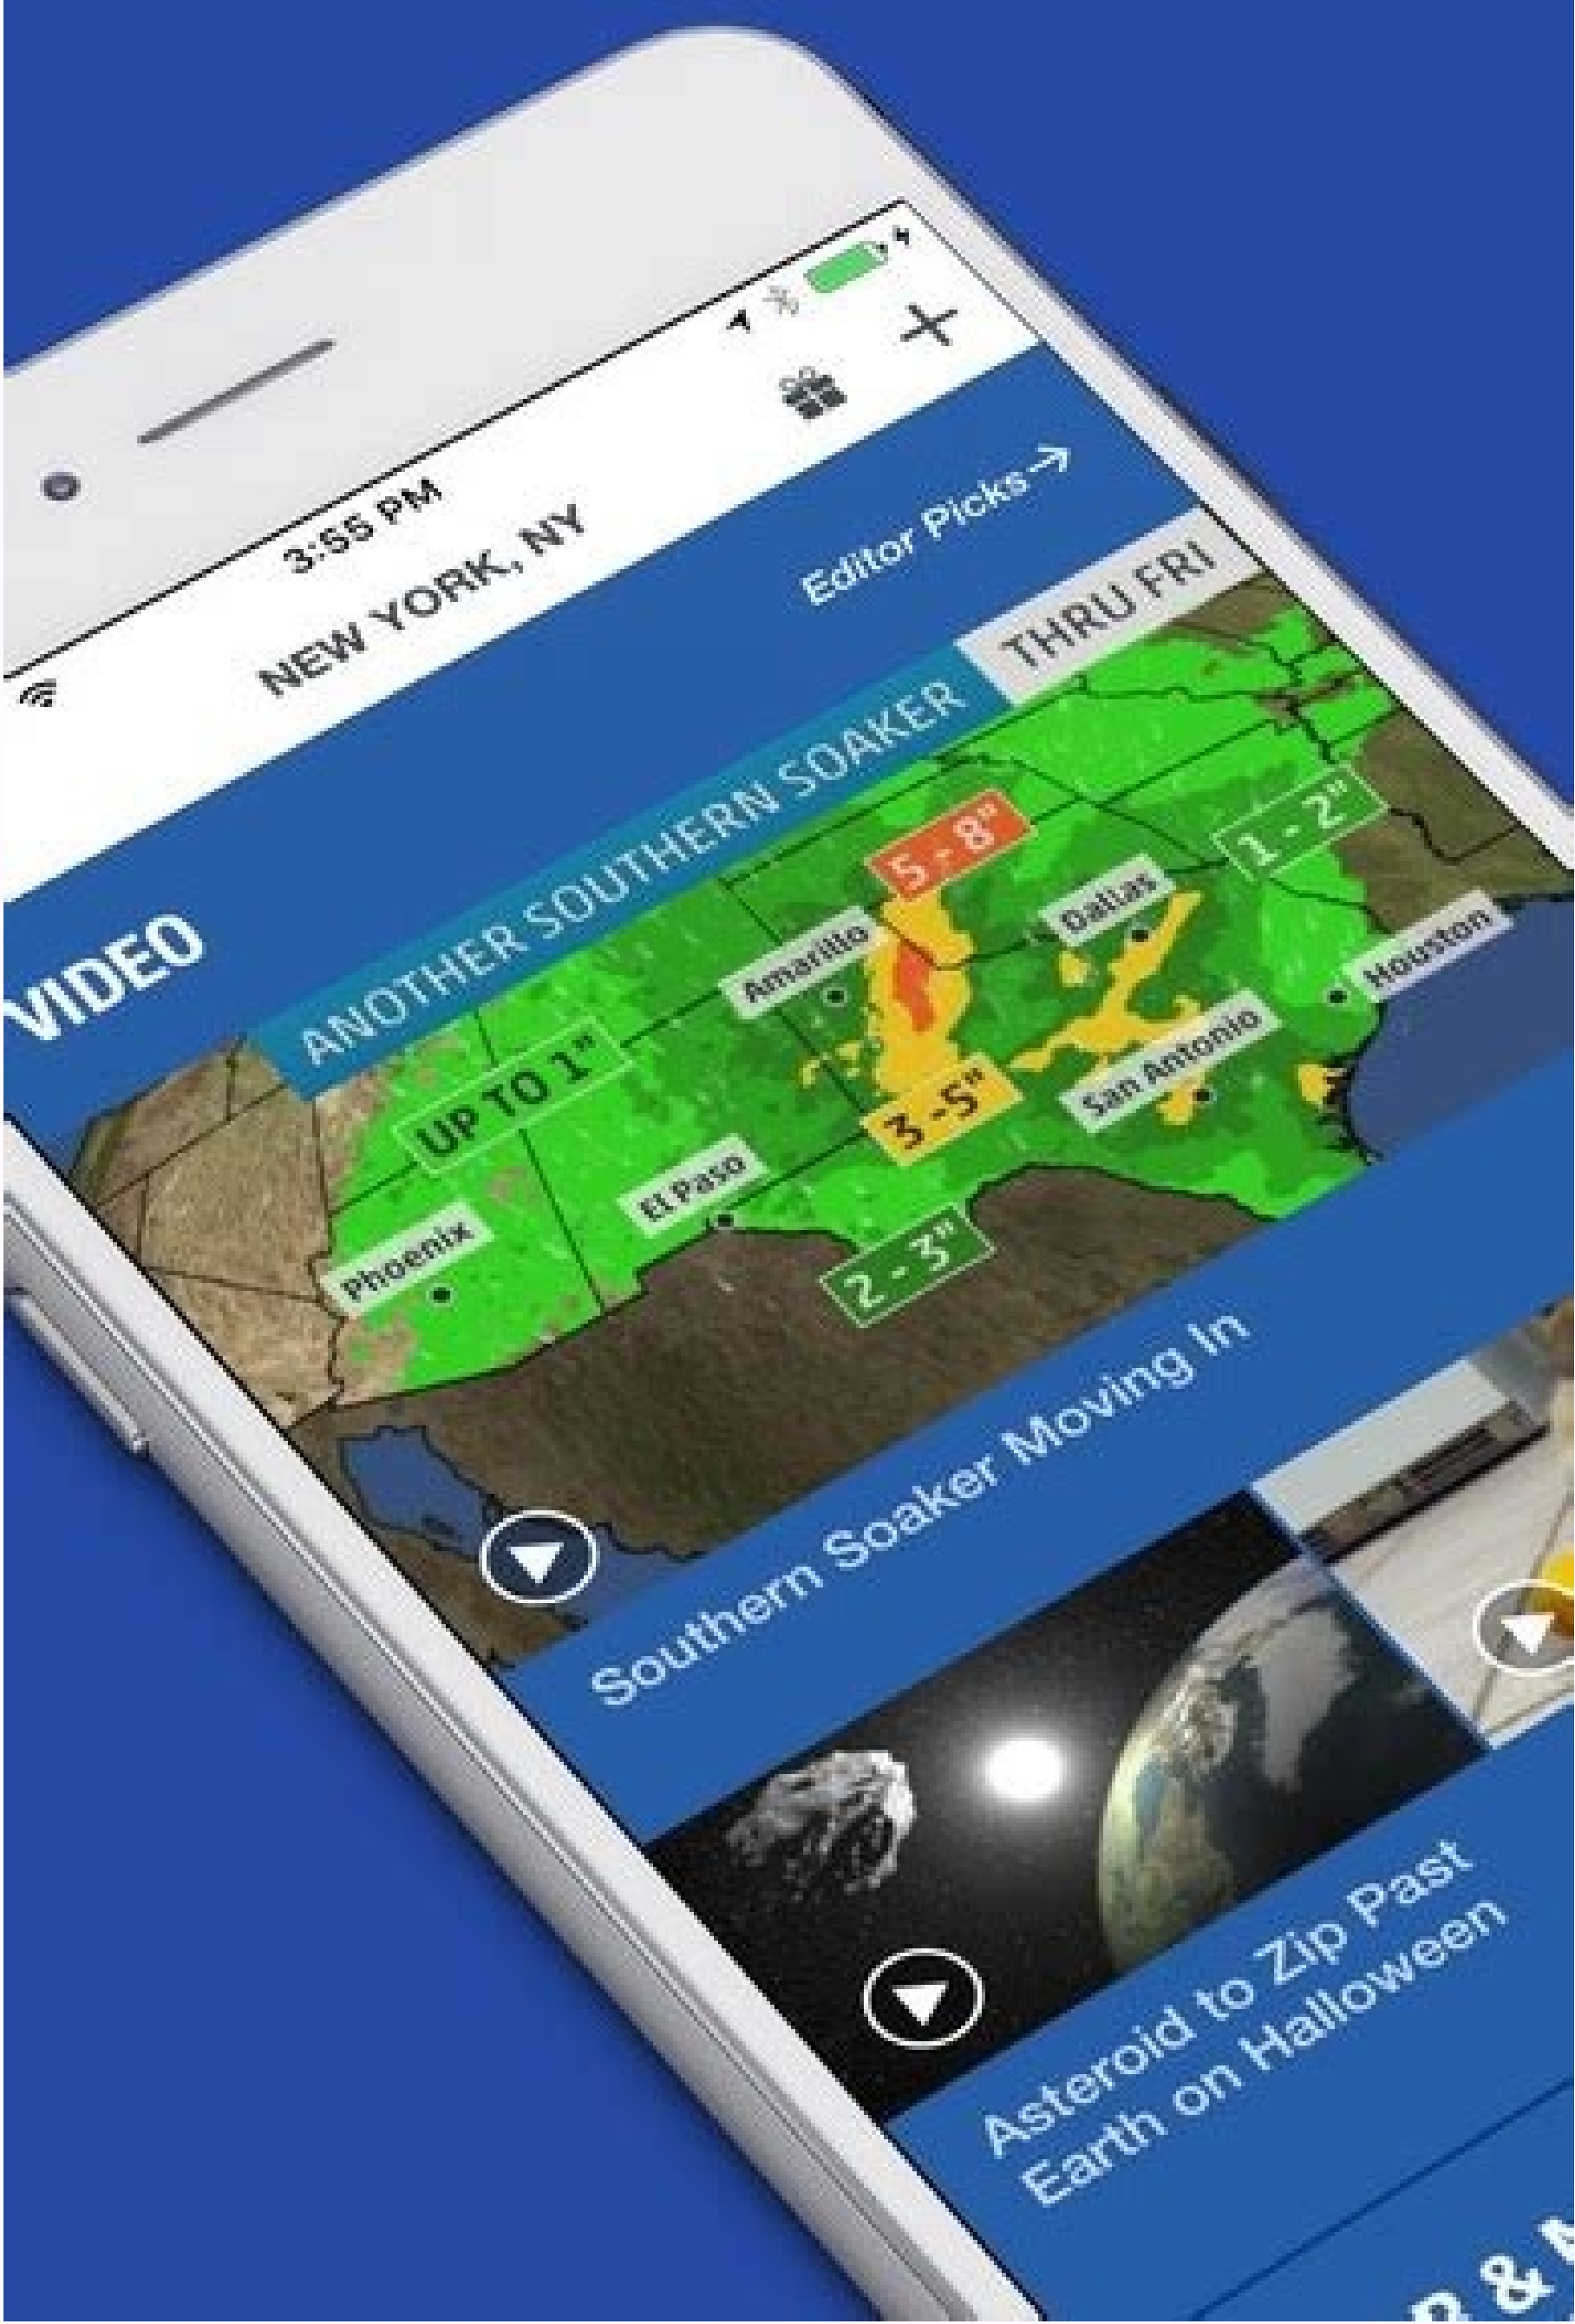 3:55 PM
NEW YORK, NY
VIDEO
Editor Picks→
ANOTHER SOUTHERN SOAKER
THRU FRI
5 - 8"
1 - 2"
Dallas
Amarillo
Houston
UP TO 1"
San Antonio
3 -5"
El Paso
Phoenix
2 - 3"
Southern Soaker Moving In
Asteroid to Zip Past
Earth on Halloween
&